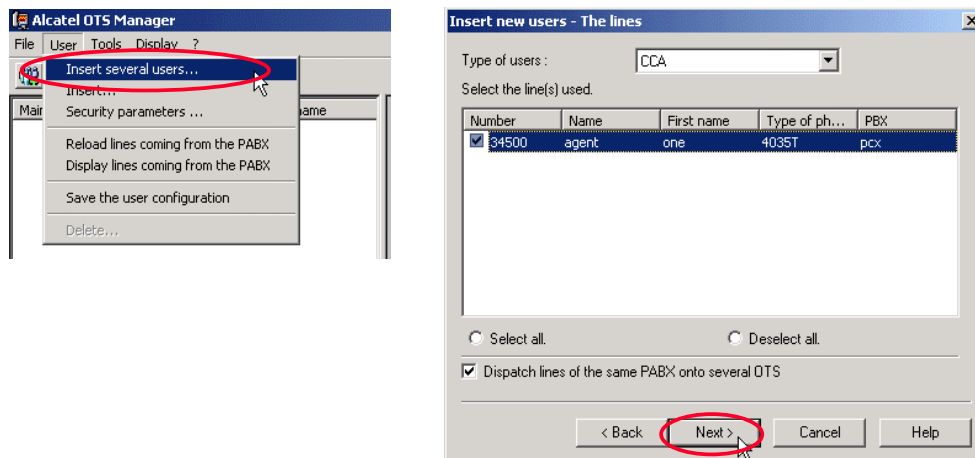 Alcatel OTS Manager
File User Tools Display ?
Insert several users...
Insert...
Security parameters ...
Reload lines coming from the PABX
Display lines coming from the PABX
Save the user configuration
Delete...
Insert new users - The lines
Type of users :
CCA
Select the line(s) used.
Number Name First name Type of ph... PBX
34500 agent one 4035T pcx
Select all.
Deselect all.
Dispatch lines of the same PABX onto several OTS
< Back
Next >
Cancel
Help